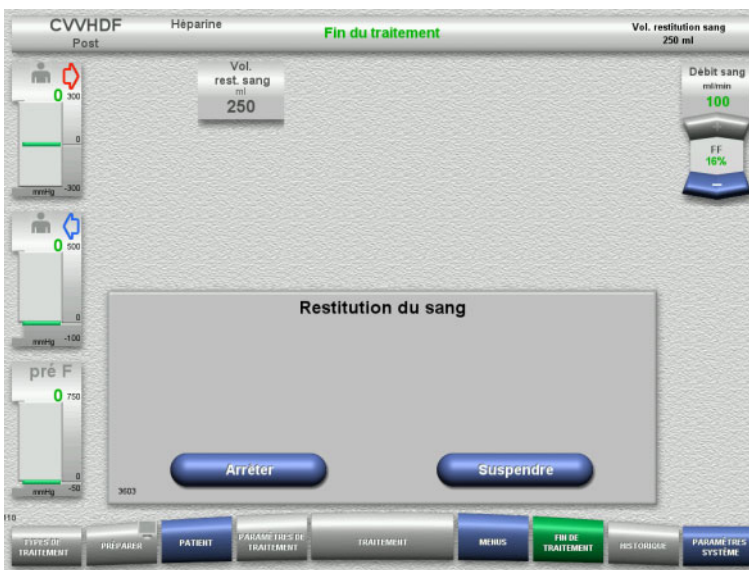 CVVHDF
Post
Héparine
Fin du traitement
Vol. restitution sang
250 ml
0
300
0
-300
mmHg
Vol.
rest. sang
ml
250
Débit sang
ml/min
100
+
FF
16%
−
0
500
0
-100
mmHg
pré F
0
750
0
-50
mmHg
Restitution du sang
Arrêter
Suspendre
3603
110
TYPES DE
TRAITEMENT
PRÉPARER
PATIENT
PARAMÈTRES DE
TRAITEMENT
TRAITEMENT
MENUS
FIN DE
TRAITEMENT
HISTORIQUE
PARAMÈTRES
SYSTÈME